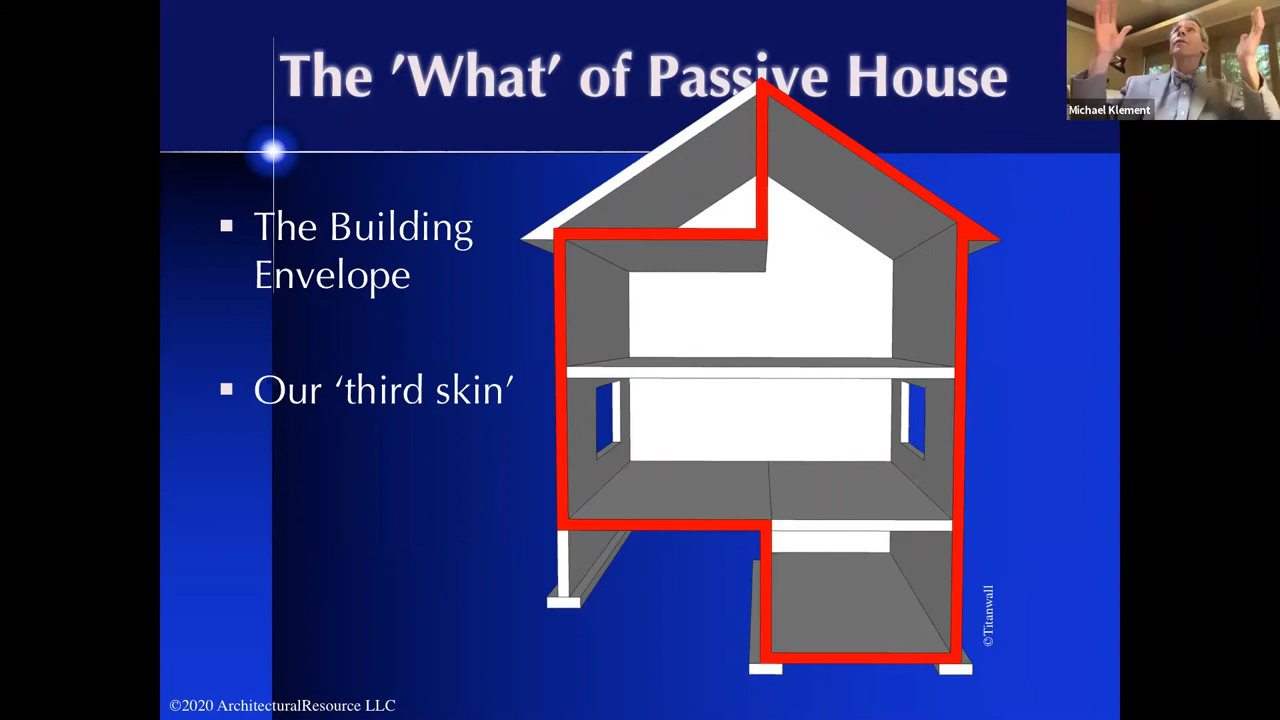 The ’What’ of Passive House
Michael Klement
▪ The Building
Envelope
▪ Our ‘third skin’
©Titanwall
©2020 ArchitecturalResource LLC